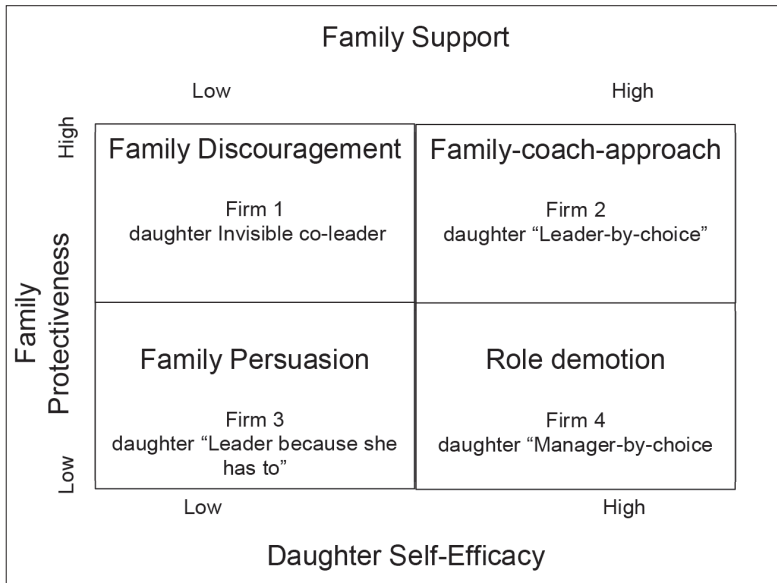 Family Support
Low
High
High
Family Discouragement
Firm 1
daughter Invisible co-leader
Family-coach-approach
Firm 2
daughter “Leader-by-choice”
Family
Protectiveness
Family Persuasion
Firm 3
daughter “Leader because she
has to”
Role demotion
Firm 4
daughter “Manager-by-choice
Low
Low
High
Daughter Self-Efficacy